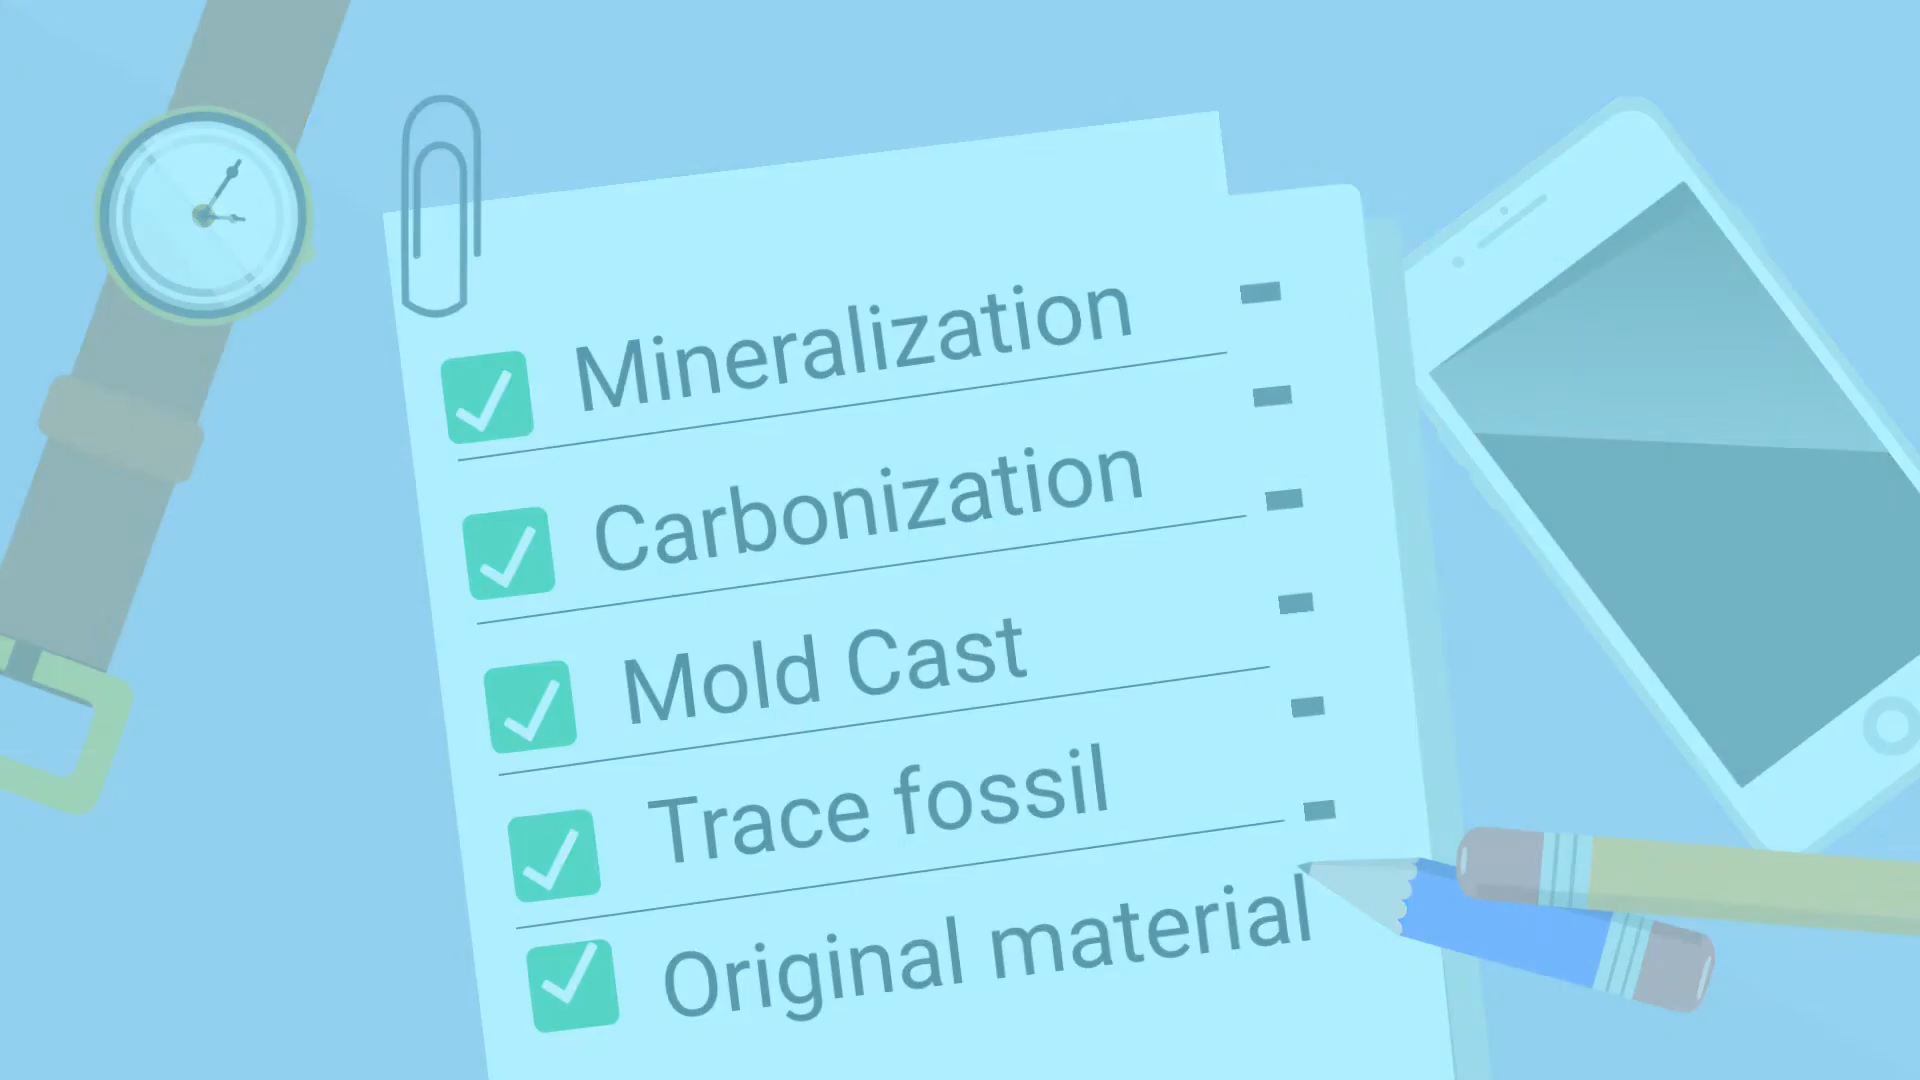 Mineralization
Carbonization
Mold Cast
Trace fossil
Original material